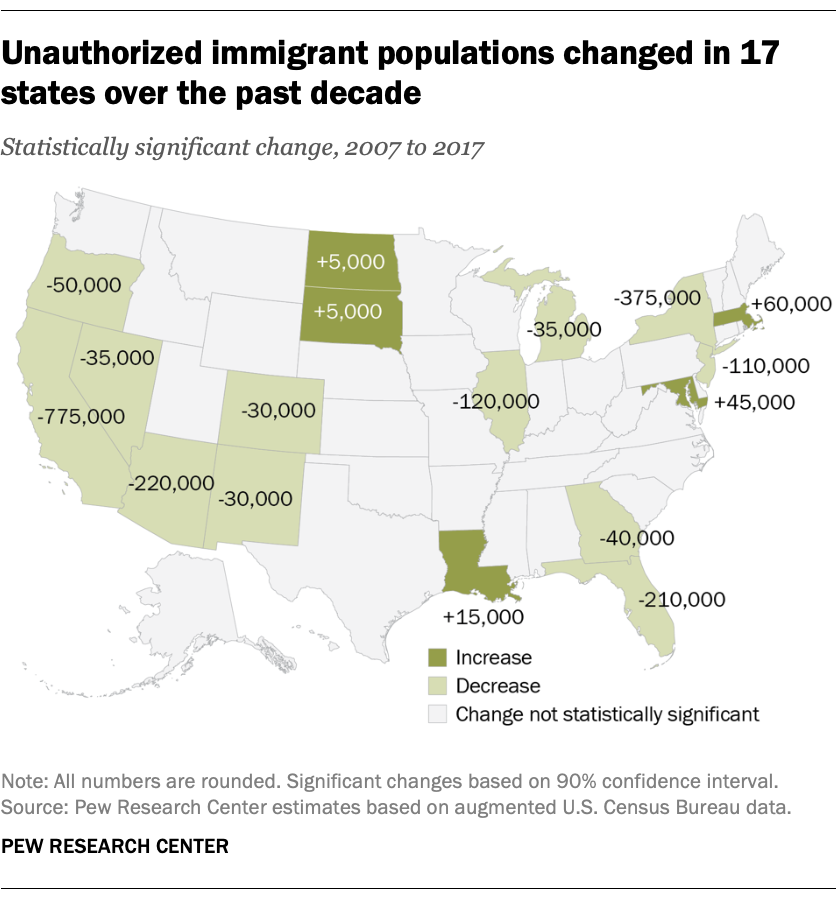 Unauthorized immigrant populations changed in 17
states over the past decade
Statistically significant change, 2007 to 2017
+5,000
-50,000
+5,000
-375,000
+60,000
-35,000
-35,000
-110,000
-775,000
-30,000
-120,000
+45,000
-220,000
-30,000
-40,000
-210,000
+15,000
Increase
Decrease
Change not statistically significant
Note: All numbers are rounded. Significant changes based on 90% confidence interval.
Source: Pew Research Center estimates based on augmented U.S. Census Bureau data.
PEW RESEARCH CENTER